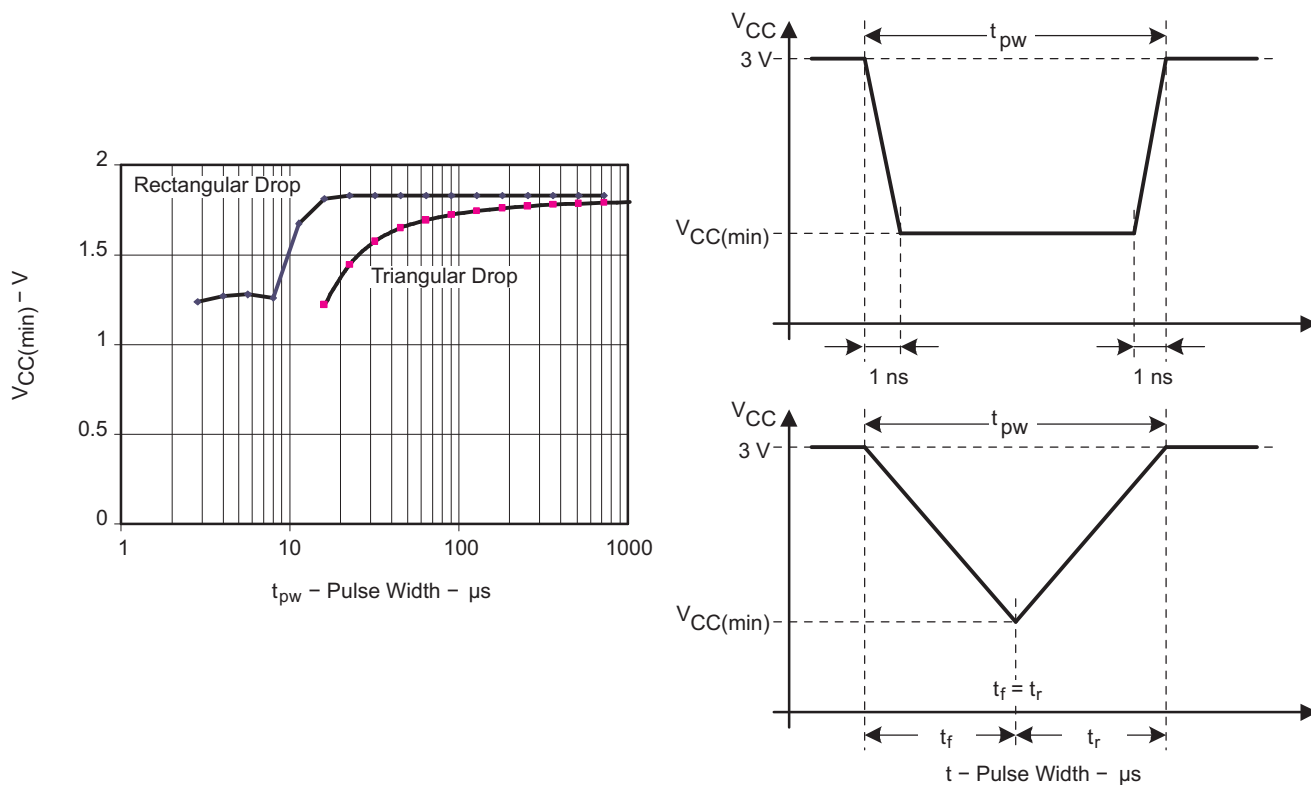 2
1.5
1
0.5
0
VCC(min) − V
Rectangular Drop
Triangular Drop
1
10
100
1000
tpw − Pulse Width − μs
VCC
3 V
tpw
VCC(min)
1 ns
1 ns
VCC
3 V
tpw
VCC(min)
tf = tr
tf
tr
t − Pulse Width − μs